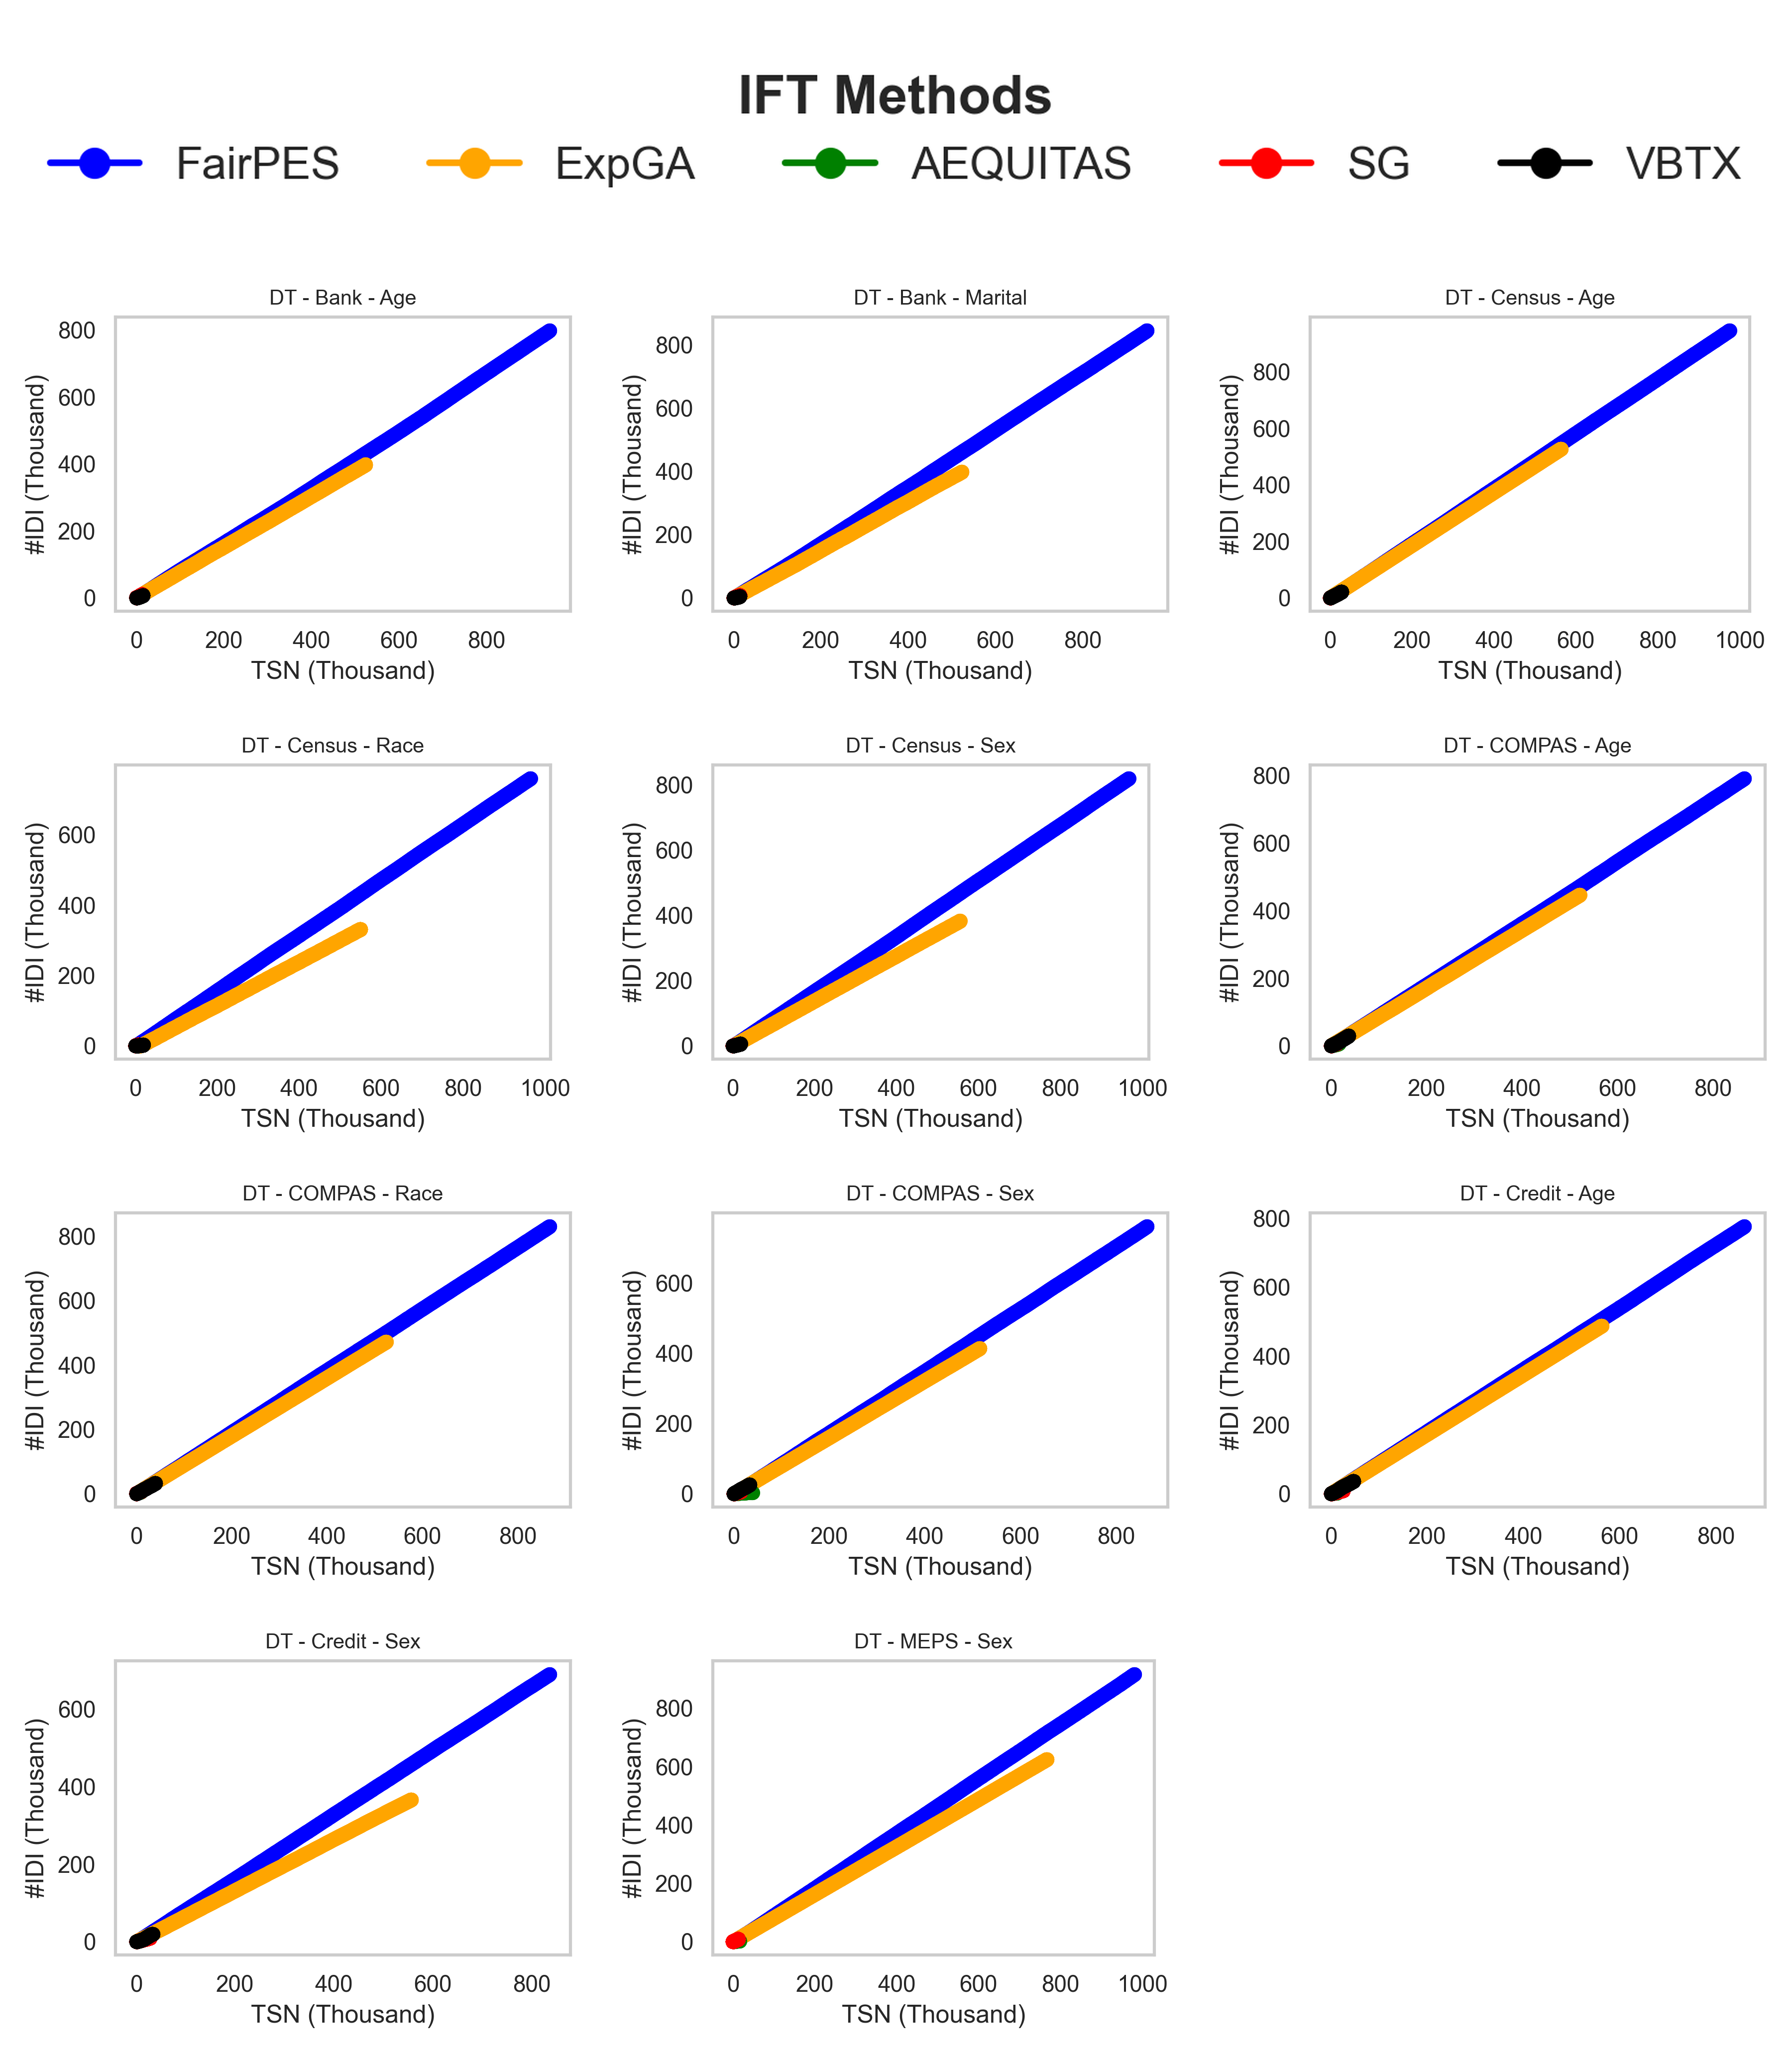 IFT Methods
FairPES ExpGA AEQUITAS SG VBTX
DT - Bank - Age
#IDI (Thousand)
800
600
400
200
0
0 200 400 600 800
TSN (Thousand)
DT - Bank - Marital
#IDI (Thousand)
800
600
400
200
0
0 200 400 600 800
TSN (Thousand)
DT - Census - Age
#IDI (Thousand)
800
600
400
200
0
0 200 400 600 800 1000
TSN (Thousand)
DT - Census - Race
#IDI (Thousand)
600
400
200
0
0 200 400 600 800 1000
TSN (Thousand)
DT - Census - Sex
#IDI (Thousand)
800
600
400
200
0
0 200 400 600 800 1000
TSN (Thousand)
DT - COMPAS - Age
#IDI (Thousand)
800
600
400
200
0
0 200 400 600 800
TSN (Thousand)
DT - COMPAS - Race
#IDI (Thousand)
800
600
400
200
0
0 200 400 600 800
TSN (Thousand)
DT - COMPAS - Sex
#IDI (Thousand)
600
400
200
0
0 200 400 600 800
TSN (Thousand)
DT - Credit - Age
#IDI (Thousand)
800
600
400
200
0
0 200 400 600 800
TSN (Thousand)
DT - Credit - Sex
#IDI (Thousand)
600
400
200
0
0 200 400 600 800
TSN (Thousand)
DT - MEPS - Sex
#IDI (Thousand)
800
600
400
200
0
0 200 400 600 800 1000
TSN (Thousand)